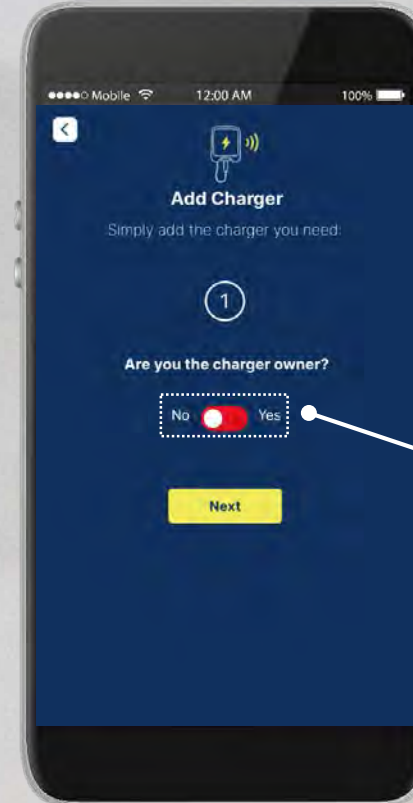 Mobile 12:00 AM 100%
Add Charger
Simply add the charger you need.
1
Are you the charger owner?
No Yes
Next